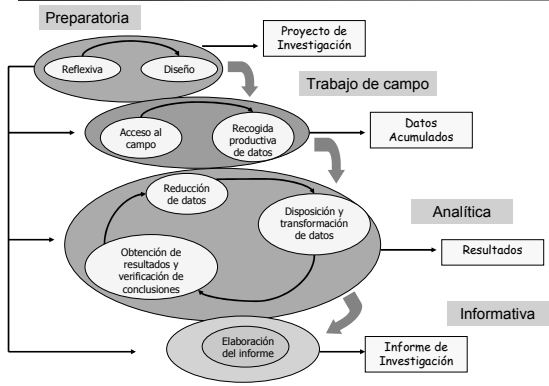 Preparatoria
Proyecto de
Investigación
Reflexiva
Diseño
Trabajo de campo
Acceso al
campo
Recogida
productiva
de datos
Datos
Acumulados
Reducción
de datos
Disposición y
transformación
de datos
Analítica
Obtención de
resultados y
verificación de
conclusiones
Resultados
Informativa
Elaboración
del informe
Informe de
Investigación